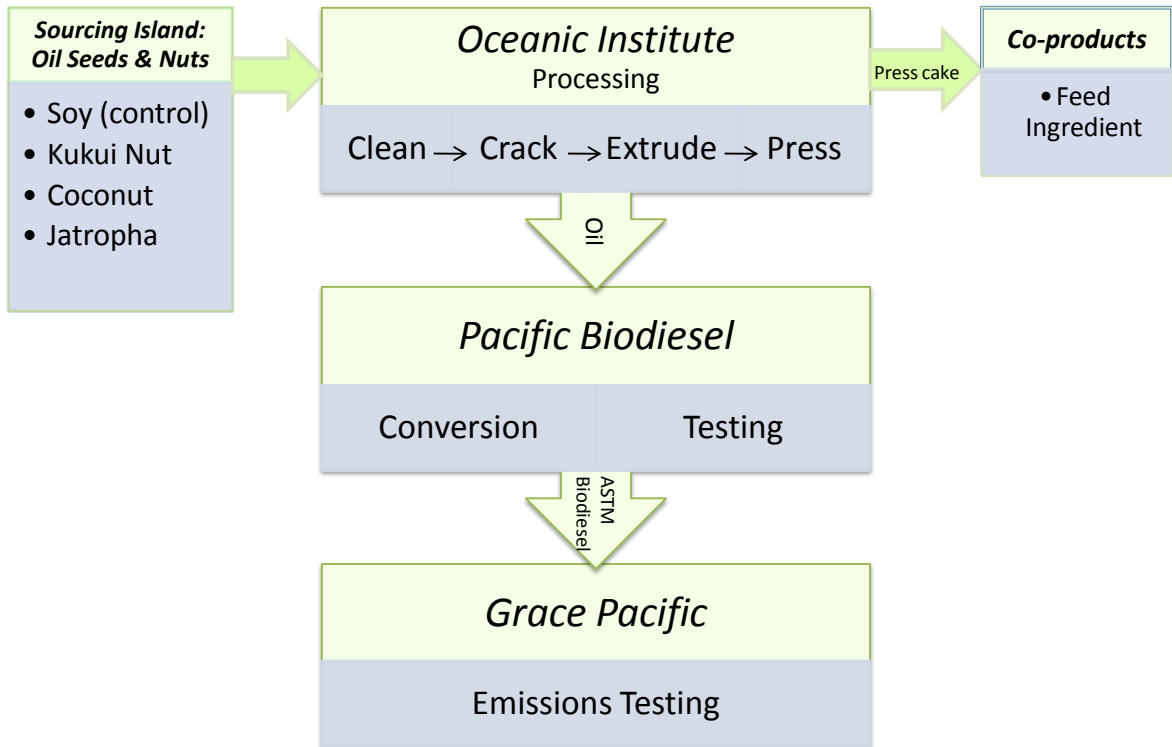 Sourcing Island:
Oil Seeds & Nuts
• Soy (control)
• Kukui Nut
• Coconut
• Jatropha
Oceanic Institute
Processing
Clean → Crack → Extrude → Press
Press cake
Co-products
• Feed
Ingredient
Oil
Pacific Biodiesel
Conversion Testing
ASTM
Biodiesel
Grace Pacific
Emissions Testing